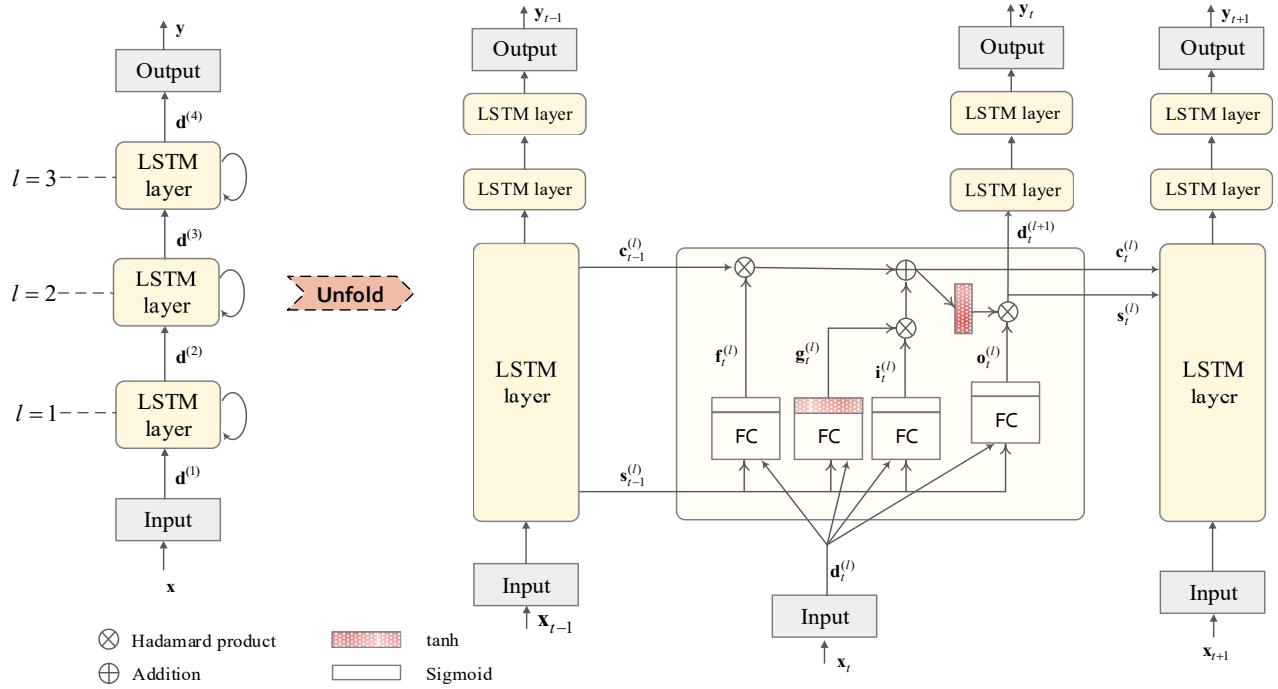 y
Output
d^{(4)}
LSTM
layer
l = 3
d^{(3)}
LSTM
layer
l = 2
d^{(2)}
LSTM
layer
l = 1
d^{(1)}
Input
x
Unfold
y_{t-1}
Output
LSTM layer
LSTM layer
LSTM
layer
Input
x_{t-1}
y_t
Output
LSTM layer
LSTM layer
d_t^{(l+1)}
c_{t-1}^{(l)}
s_{t-1}^{(l)}
f_t^{(l)}
g_t^{(l)}
i_t^{(l)}
o_t^{(l)}
FC
FC
FC
FC
d_t^{(l)}
Input
x_t
c_t^{(l)}
s_t^{(l)}
y_{t+1}
Output
LSTM layer
LSTM layer
LSTM
layer
Input
x_{t+1}
Hadamard product
tanh
Addition
Sigmoid